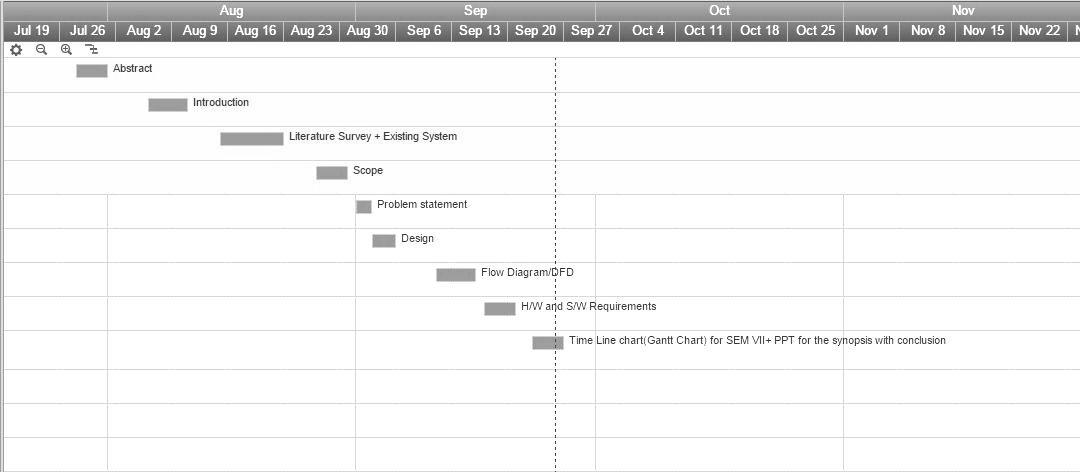 Aug Sep Oct Nov
Jul 19 Jul 26 Aug 2 Aug 9 Aug 16 Aug 23 Aug 30 Sep 6 Sep 13 Sep 20 Sep 27 Oct 4 Oct 11 Oct 18 Oct 25 Nov 1 Nov 8 Nov 15 Nov 22 N
Abstract
Introduction
Literature Survey + Existing System
Scope
Problem statement
Design
Flow Diagram/DFD
H/W and S/W Requirements
Time Line chart(Gantt Chart) for SEM VII+ PPT for the synopsis with conclusion